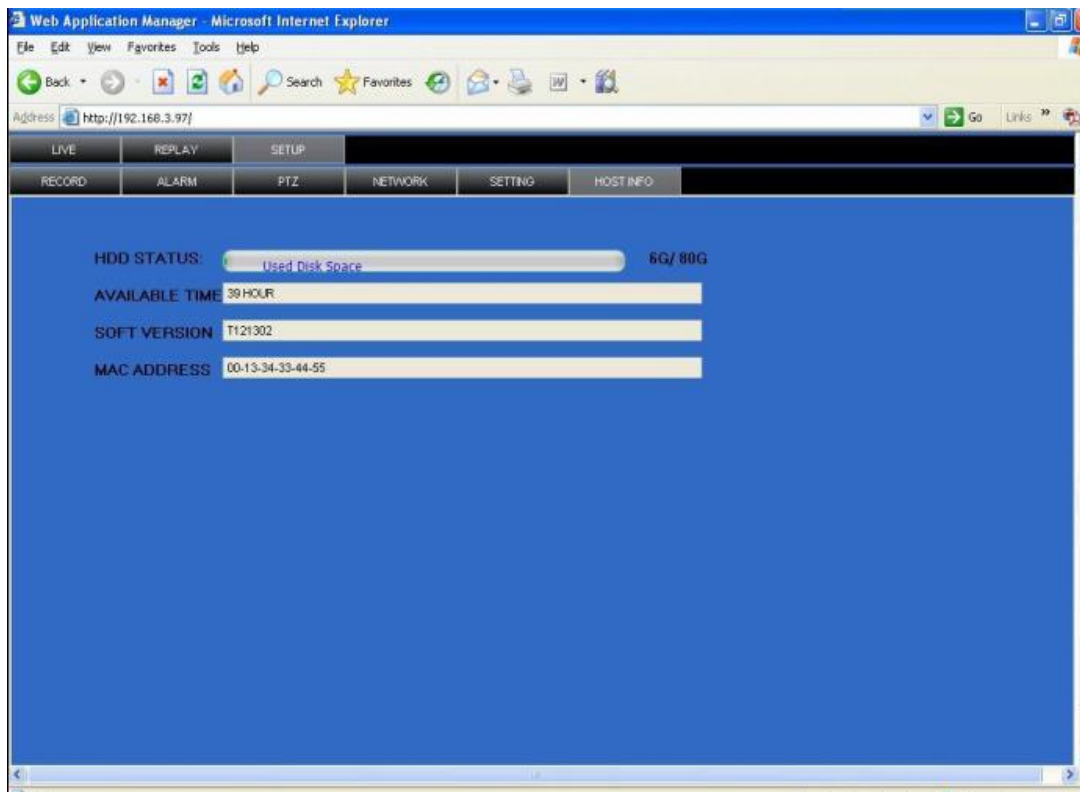 Web Application Manager - Microsoft Internet Explorer
File Edit View Favorites Tools Help
Back Search Favorites W
Address http://192.168.3.97/ Go Links »
LIVE REPLAY SETUP
RECORD ALARM PTZ NETWORK SETTING HOST INFO
HDD STATUS: Used Disk Space 6G/ 80G
AVAILABLE TIME 39 HOUR
SOFT VERSION T121302
MAC ADDRESS 00-13-34-33-44-55